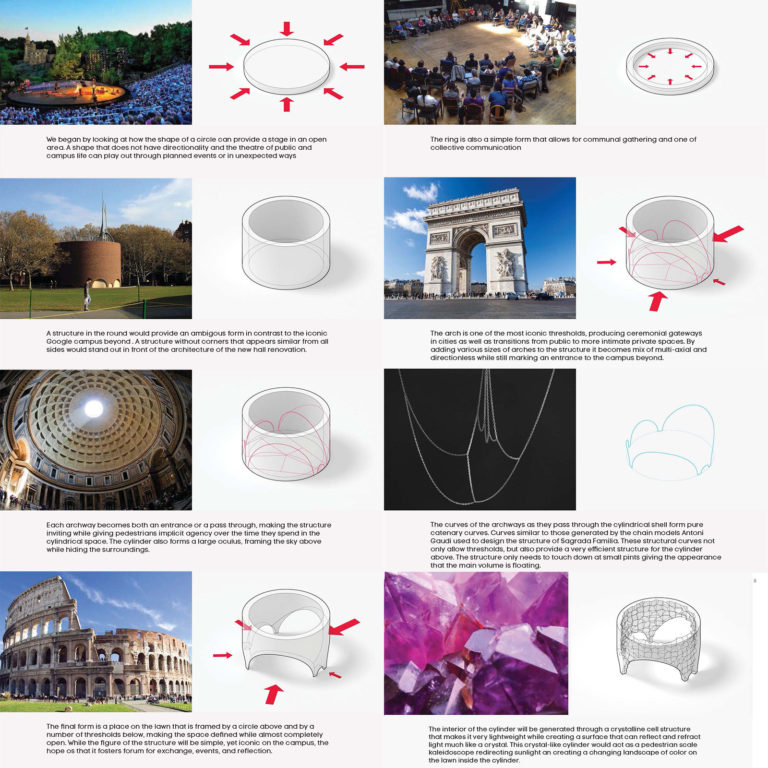 We began by looking at how the shape of a circle can provide a stage in an open
area. A shape that does not have directionality and the theatre of public and
campus life can play out through planned events or in unexpected ways
The ring is also a simple form that allows for communal gathering and one of
collective communication
A structure in the round would provide an ambigous form in contrast to the iconic
Google campus beyond . A structure without corners that appears similar from all
sides would stand out in front of the architecture of the new hall renovation.
The arch is one of the most iconic thresholds, producing ceremonial gateways
in cities as well as transitions from public to more intimate private spaces. By
adding various sizes of arches to the structure it becomes mix of multi-axial and
directionless while still marking an entrance to the campus beyond.
Each archway becomes both an entrance or a pass through, making the structure
inviting while giving pedestrians implicit agency over the time they spend in the
cylindrical space. The cylinder also forms a large oculus, framing the sky above
while hiding the surroundings.
The curves of the archways as they pass through the cylindrical shell form pure
catenary curves. Curves similar to those generated by the chain models Antoni
Gaudi used to design the structure of Sagrada Familia. These structural curves not
only allow thresholds, but also provide a very efficient structure for the cylinder
above. The structure only needs to touch down at small pints giving the appearance
that the main volume is floating.
The final form is a place on the lawn that is framed by a circle above and by a
number of thresholds below, making the space defined while almost completely
open. While the figure of the structure will be simple, yet iconic on the campus, the
hope os that it fosters forum for exchange, events, and reflection.
The interior of the cylinder will be generated through a crystalline cell structure
that makes it very lightweight while creating a surface that can reflect and refract
light much like a crystal. This crystal-like cylinder would act as a pedestrian scale
kaleidoscope redirecting sunlight an creating a changing landscape of color on
the lawn inside the cylinder.